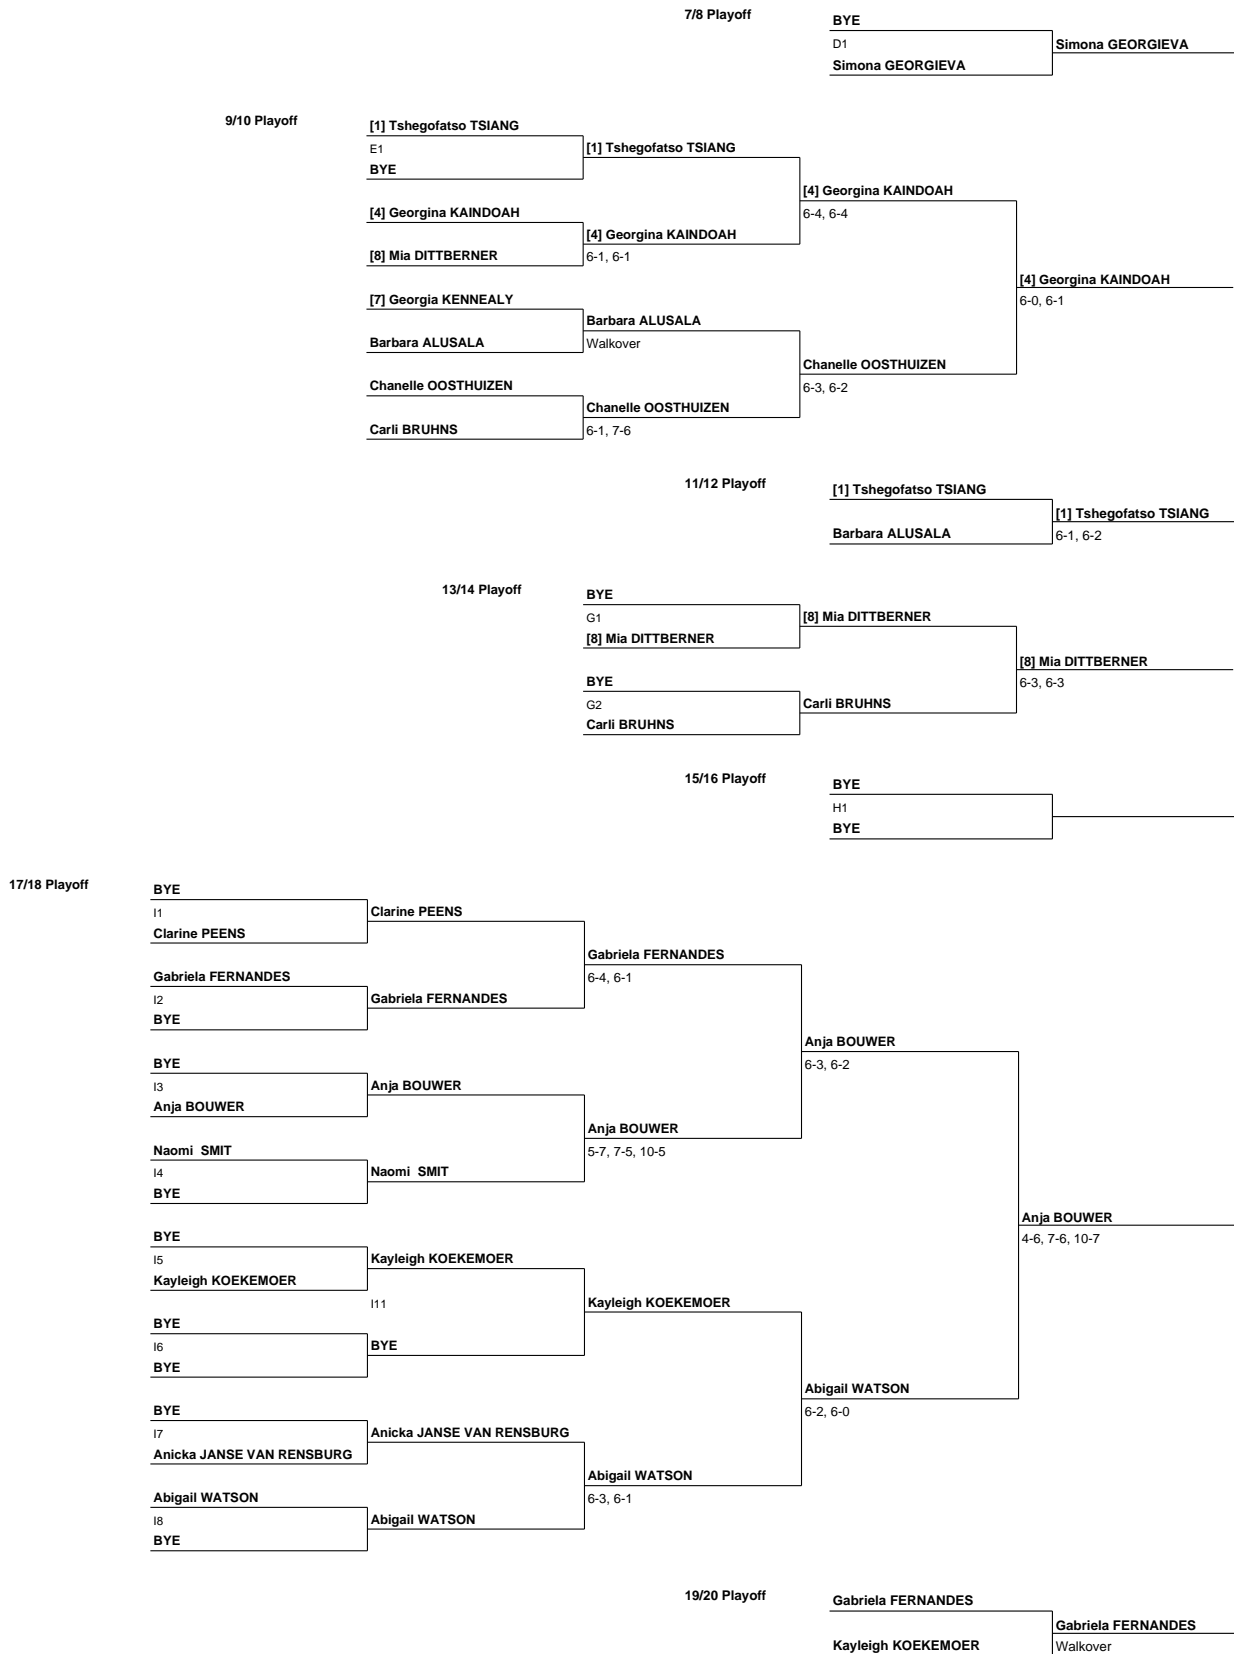 7/8 Playoff
BYE
D1
Simona GEORGIEVA
Simona GEORGIEVA
9/10 Playoff
[1] Tshegofatso TSIANG
E1
[1] Tshegofatso TSIANG
BYE
[4] Georgina KAINDOAH
6-4, 6-4
[4] Georgina KAINDOAH
[4] Georgina KAINDOAH
[8] Mia DITTBERNER
6-1, 6-1
[4] Georgina KAINDOAH
6-0, 6-1
[7] Georgia KENNEALY
Barbara ALUSALA
Barbara ALUSALA
Walkover
Chanelle OOSTHUIZEN
6-3, 6-2
Chanelle OOSTHUIZEN
Chanelle OOSTHUIZEN
Carli BRUHNS
6-1, 7-6
11/12 Playoff
[1] Tshegofatso TSIANG
[1] Tshegofatso TSIANG
Barbara ALUSALA
6-1, 6-2
13/14 Playoff
BYE
G1
[8] Mia DITTBERNER
[8] Mia DITTBERNER
[8] Mia DITTBERNER
6-3, 6-3
BYE
G2
Carli BRUHNS
Carli BRUHNS
15/16 Playoff
BYE
H1
BYE
17/18 Playoff
BYE
I1
Clarine PEENS
Clarine PEENS
Gabriela FERNANDES
6-4, 6-1
Gabriela FERNANDES
I2
Gabriela FERNANDES
BYE
Anja BOUWER
6-3, 6-2
BYE
I3
Anja BOUWER
Anja BOUWER
Anja BOUWER
5-7, 7-5, 10-5
Naomi  SMIT
I4
Naomi  SMIT
BYE
Anja BOUWER
4-6, 7-6, 10-7
BYE
I5
Kayleigh KOEKEMOER
Kayleigh KOEKEMOER
I11
Kayleigh KOEKEMOER
BYE
I6
BYE
BYE
Abigail WATSON
6-2, 6-0
BYE
I7
Anicka JANSE VAN RENSBURG
Anicka JANSE VAN RENSBURG
Abigail WATSON
6-3, 6-1
Abigail WATSON
I8
Abigail WATSON
BYE
19/20 Playoff
Gabriela FERNANDES
Gabriela FERNANDES
Kayleigh KOEKEMOER
Walkover